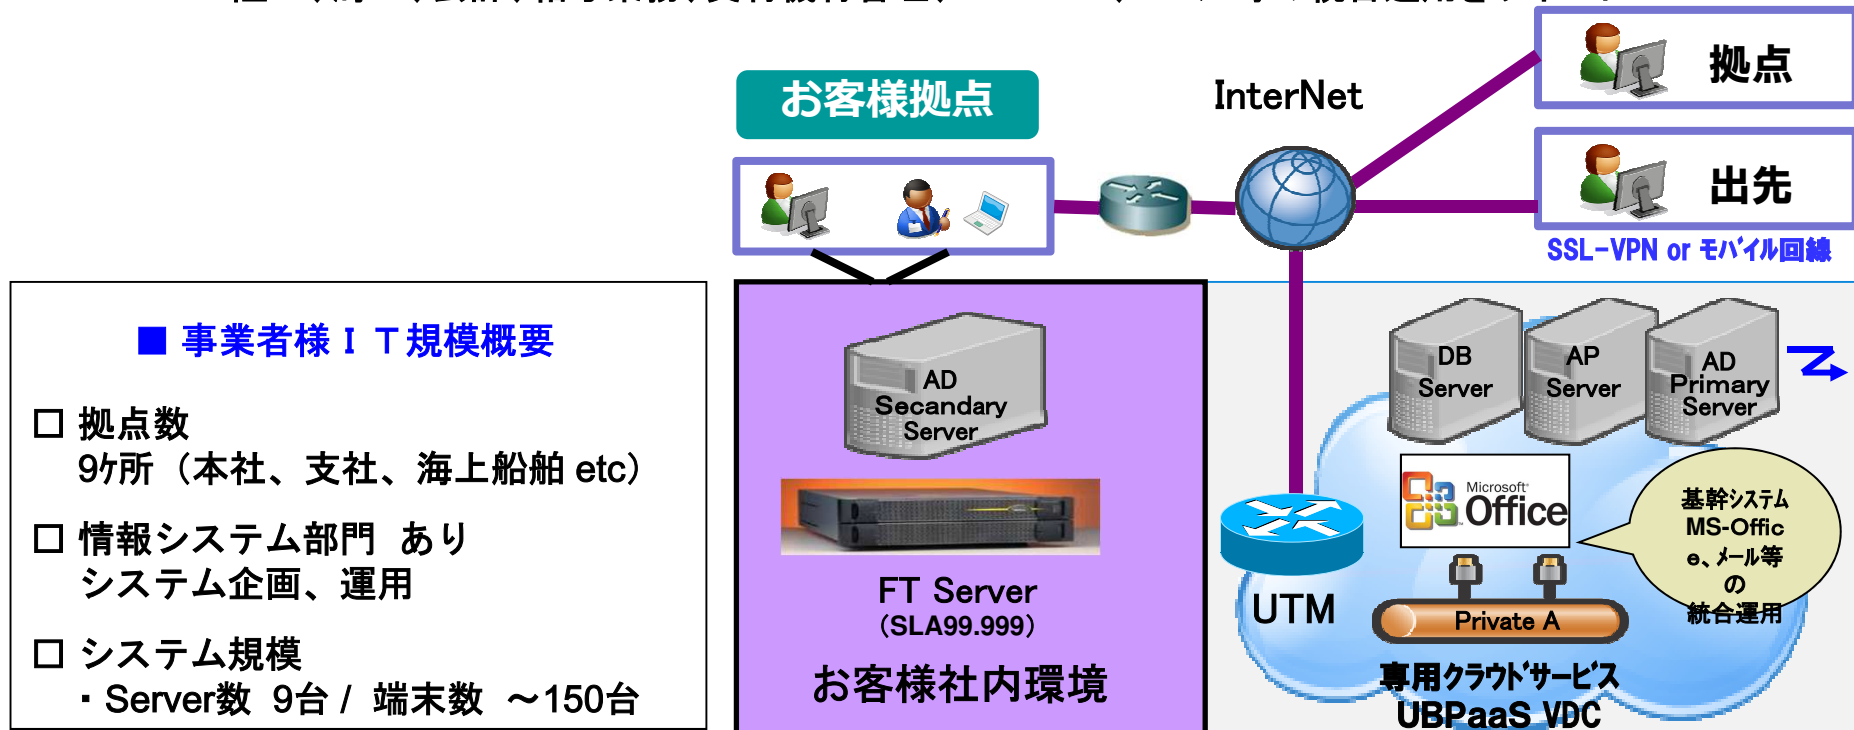 お客様拠点
InterNet
拠点
出先
SSL-VPN or ﾓﾊﾞｲﾙ回線
■ 事業者様ＩＴ規模概要
□ 拠点数
9ｹ所（本社、支社、海上船舶 etc）
□ 情報システム部門 あり
システム企画、運用
□ システム規模
・Server数 9台 / 端末数 ～150台
AD
Secandary
Server
FT Server
（SLA99.999）
お客様社内環境
DB
Server
AP
Server
AD
Primary
Server
Microsoft
Office
基幹ｼｽﾃﾑ
MS-Offic
e、ﾒｰﾙ等
の
統合運用
UTM
Private A
専用ｸﾗｳﾄﾞｻｰﾋﾞｽ
UBPaaS VDC